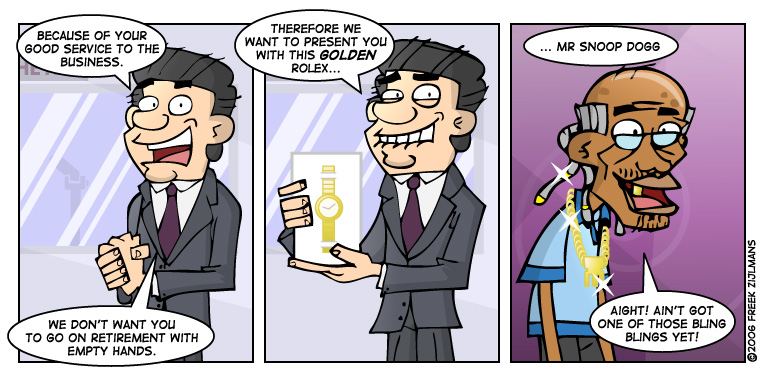 BECAUSE OF YOUR
GOOD SERVICE TO THE
BUSINESS.
WE DON'T WANT YOU
TO GO ON RETIREMENT WITH
EMPTY HANDS.
THEREFORE WE
WANT TO PRESENT YOU
WITH THIS GOLDEN
ROLEX...
... MR SNOOP DOGG
AIGHT! AIN'T GOT
ONE OF THOSE BLING
BLINGS YET!
©2006 FREEK ZIJLMANS